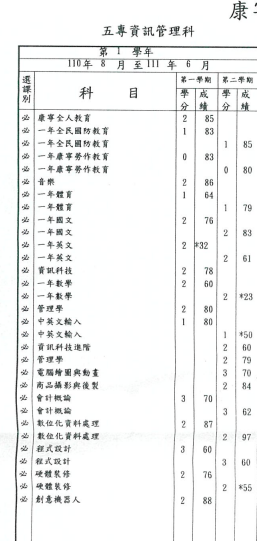 康寧
五專資訊管理科
第 1 學年
110年 8 月 至 111 年 6 月
選課別 科 目 第一學期 第二學期
學分 成績 學分 成績
必 康寧全人教育 2 85
必 一年全民國防教育 1 83
必 一年全民國防教育 1 85
必 一年康寧勞作教育 0 83
必 一年康寧勞作教育 0 80
必 音樂 2 86
必 一年體育 1 64
必 一年體育 1 79
必 一年國文 2 76
必 一年國文 2 83
必 一年英文 2 *32
必 一年英文 2 61
必 資訊科技 2 78
必 一年數學 2 60
必 一年數學 2 *23
必 管理學 2 80
必 中英文輸入 1 80
必 中英文輸入 1 *50
必 資訊科技進階 2 60
必 管理學 2 79
必 電腦繪圖與動畫 3 70
必 商品攝影與後製 2 84
必 會計概論 3 70
必 會計概論 3 62
必 數位化資料處理 2 87
必 數位化資料處理 2 97
必 程式設計 3 60
必 程式設計 3 60
必 硬體裝修 2 76
必 硬體裝修 2 *55
必 創意機器人 2 88